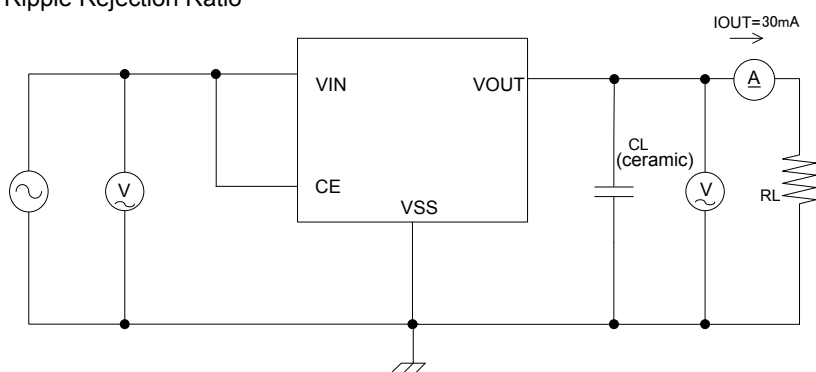 Ripple Rejection Ratio
IOUT=30mA
VIN
VOUT
A
CL
(ceramic)
V
CE
V
RL
VSS